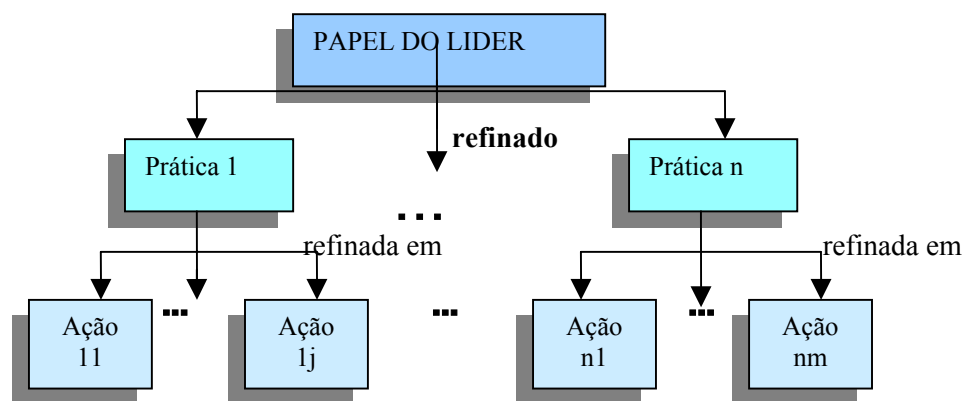 PAPEL DO LIDER
refinado
Prática 1
Prática n
...
refinada em
refinada em
...
...
...
Ação
11
Ação
1j
Ação
n1
Ação
nm